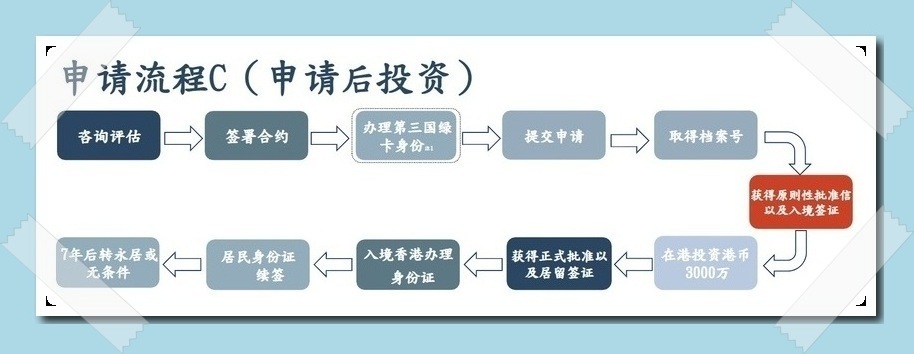 申请流程C（申请后投资）
咨询评估
签署合约
办理第三国绿
卡身份a1
提交申请
取得档案号
获得原则性批准信
以及入境签证
在港投资港币
3000万
获得正式批准以
及居留签证
入境香港办理
身份证
居民身份证
续签
7年后转永居或
无条件